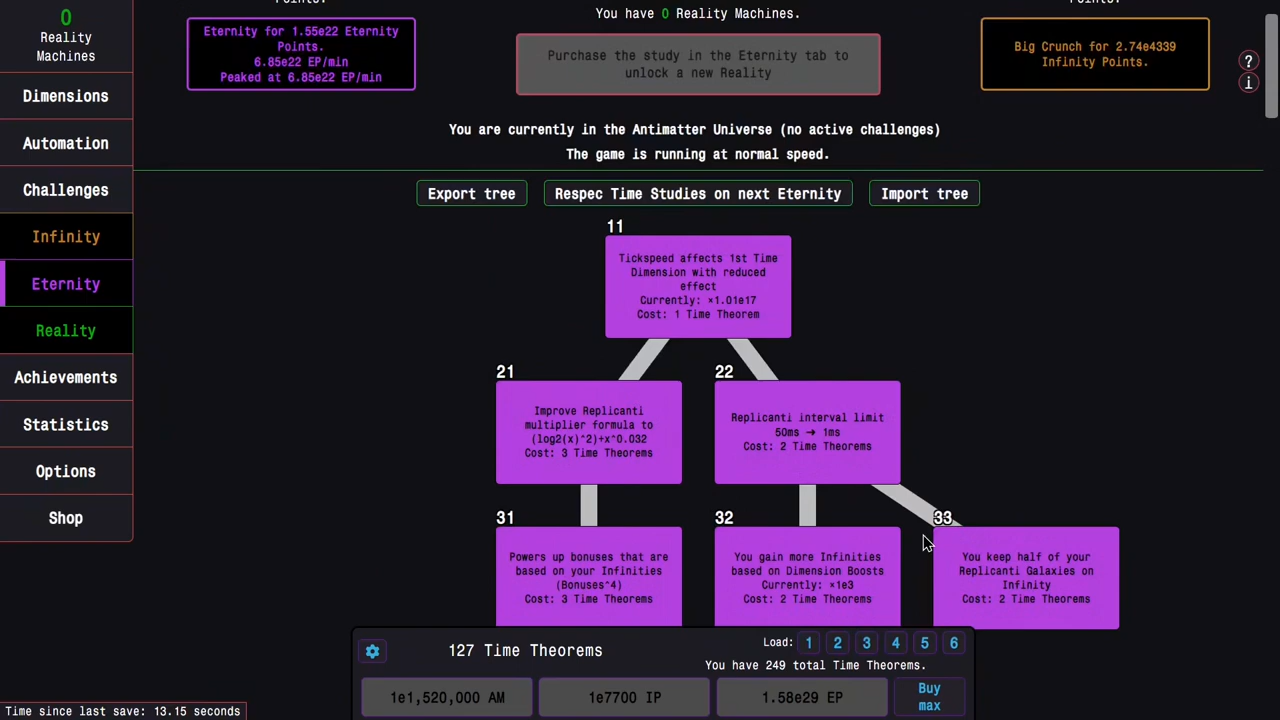 0
Reality
Machines
Dimensions
Automation
Challenges
Infinity
Eternity
Reality
Achievements
Statistics
Options
Shop
Points.
Eternity for 1.55e22 Eternity
Points.
6.85e22 EP/min
Peaked at 6.85e22 EP/min
You have 0 Reality Machines.
Purchase the study in the Eternity tab to
unlock a new Reality
Points.
Big Crunch for 2.74e4339
Infinity Points.
?
i
You are currently in the Antimatter Universe (no active challenges)
The game is running at normal speed.
Export tree
Respec Time Studies on next Eternity
Import tree
11
Tickspeed affects 1st Time
Dimension with reduced
effect
Currently: ×1.01e17
Cost: 1 Time Theorem
21
Improve Replicanti
multiplier formula to
(log2(x)^2)+x^0.032
Cost: 3 Time Theorems
22
Replicanti interval limit
50ms → 1ms
Cost: 2 Time Theorems
31
Powers up bonuses that are
based on your Infinities
(Bonuses^4)
Cost: 3 Time Theorems
32
You gain more Infinities
based on Dimension Boosts
Currently: ×1e3
Cost: 2 Time Theorems
33
You keep half of your
Replicanti Galaxies on
Infinity
Cost: 2 Time Theorems
127 Time Theorems
Load: 1 2 3 4 5 6
You have 249 total Time Theorems.
1e1,520,000 AM
1e7700 IP
1.58e29 EP
Buy
max
Time since last save: 13.15 seconds